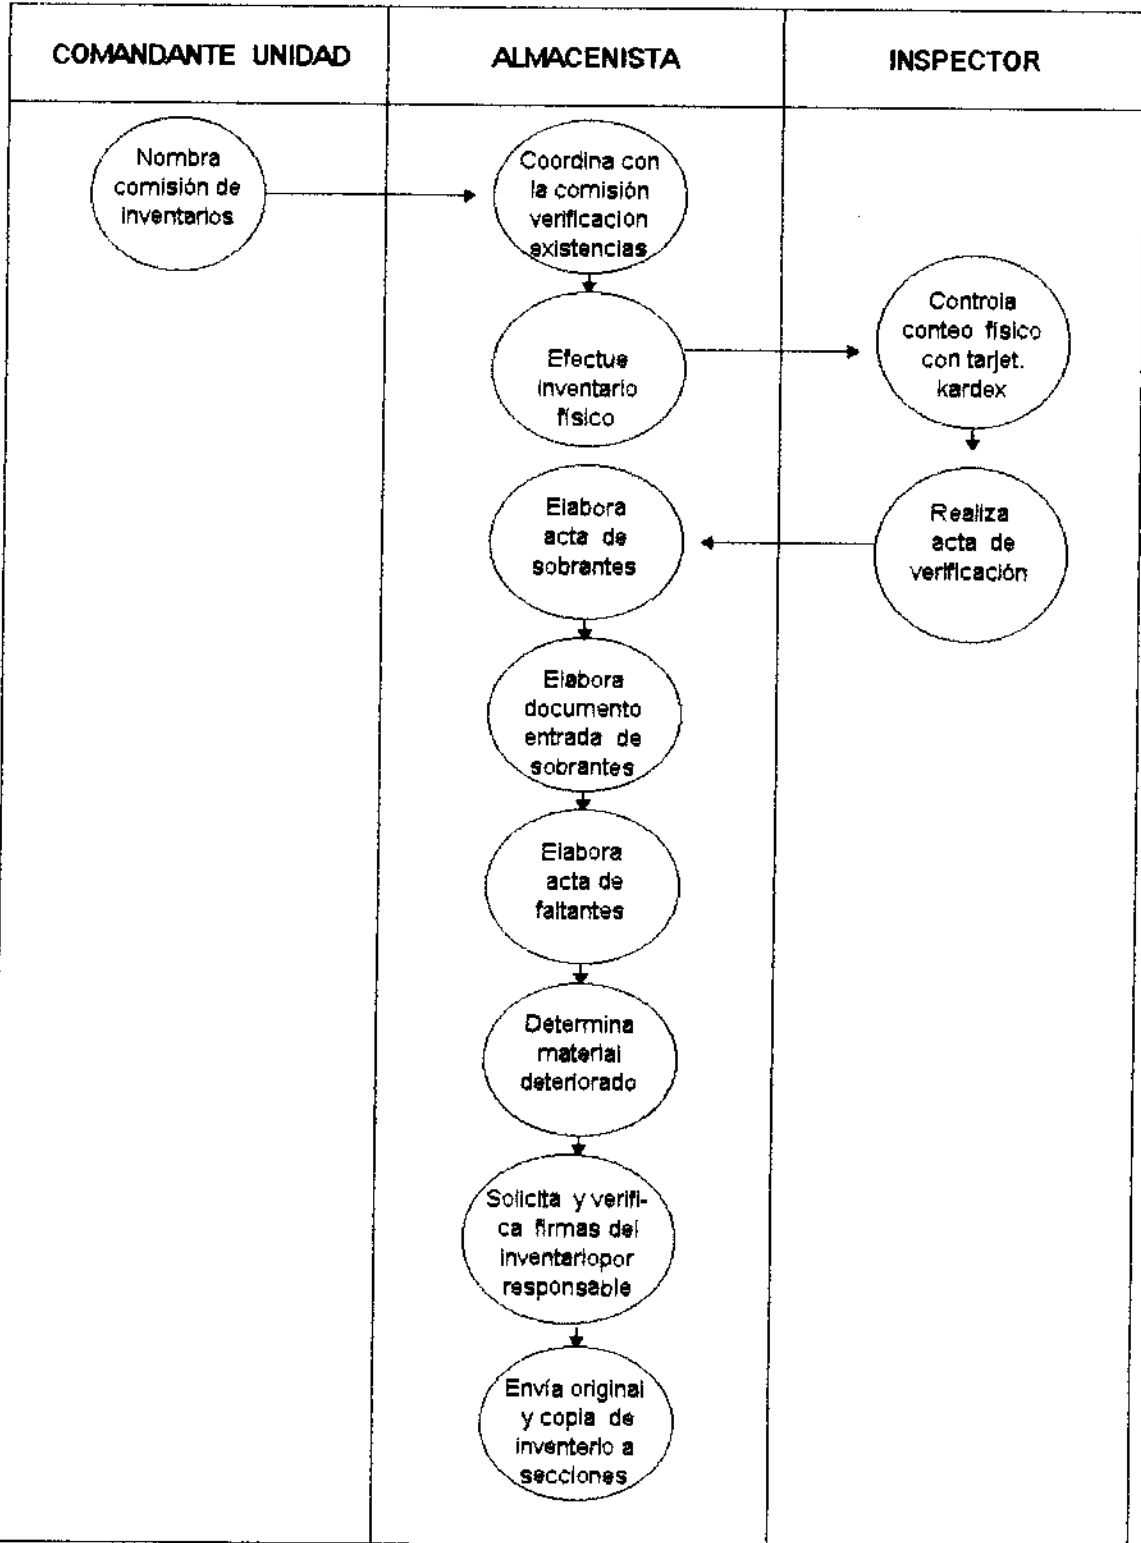 COMANDANTE UNIDAD
ALMACENISTA
INSPECTOR
Nombra
comisión de
inventarios
Coordina con
la comisión
verificacion
existencias
Efectue
inventario
físico
Controla
conteo físico
con tarjet.
kardex
Realiza
acta de
verificación
Elabora
acta de
sobrantes
Elabora
documento
entrada de
sobrantes
Elabora
acta de
faltantes
Determina
material
deteriorado
Solicita y verifi-
ca firmas del
inventariopor
responsable
Envía original
y copia de
inventerio a
secciones